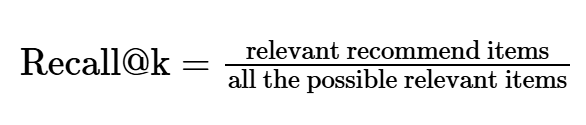 Recall@k = relevant recommend items
all the possible relevant items